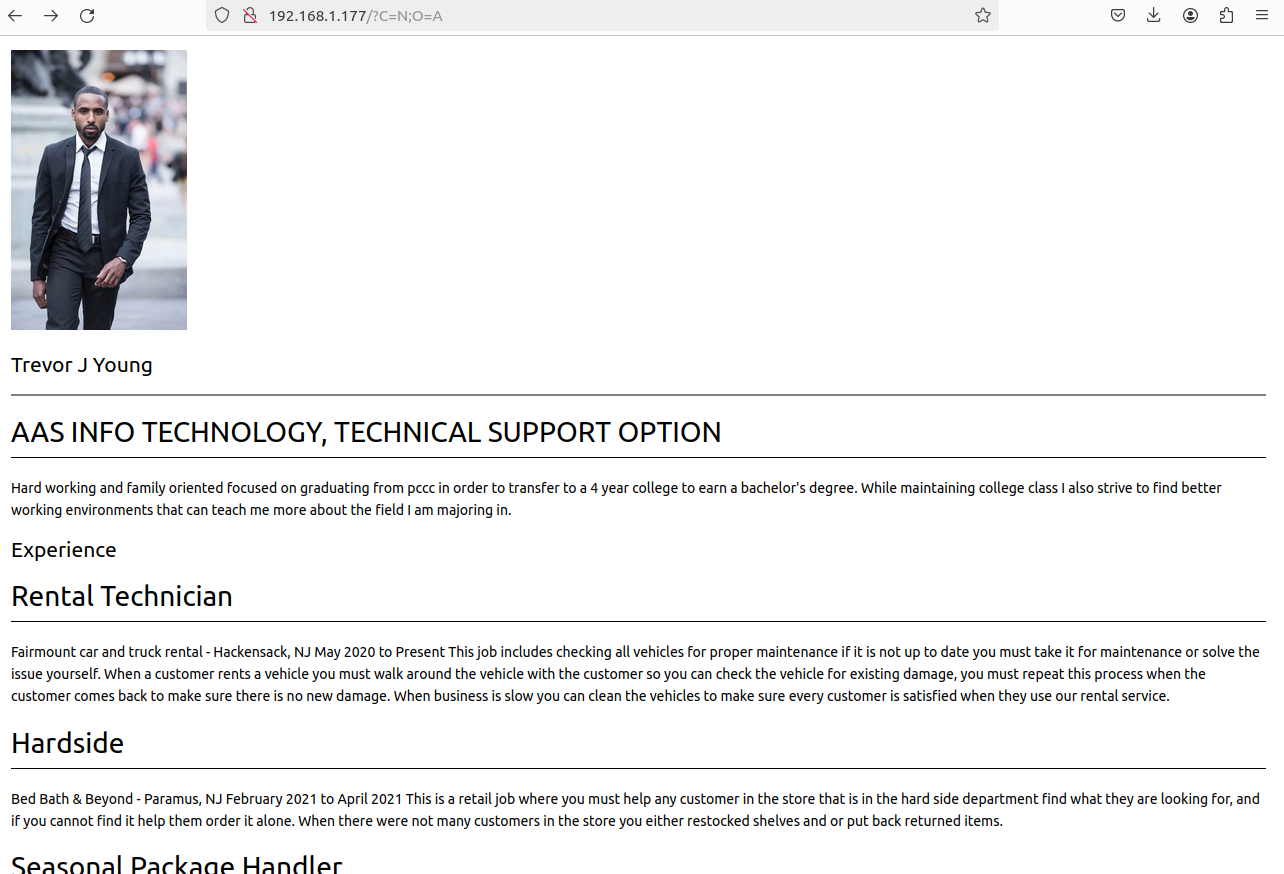 192.168.1.177/?C=N;O=A
Trevor J Young
AAS INFO TECHNOLOGY, TECHNICAL SUPPORT OPTION
Hard working and family oriented focused on graduating from pccc in order to transfer to a 4 year college to earn a bachelor's degree. While maintaining college class I also strive to find better
working environments that can teach me more about the field I am majoring in.
Experience
Rental Technician
Fairmount car and truck rental - Hackensack, NJ May 2020 to Present This job includes checking all vehicles for proper maintenance if it is not up to date you must take it for maintenance or solve the
issue yourself. When a customer rents a vehicle you must walk around the vehicle with the customer so you can check the vehicle for existing damage, you must repeat this process when the
customer comes back to make sure there is no new damage. When business is slow you can clean the vehicles to make sure every customer is satisfied when they use our rental service.
Hardside
Bed Bath & Beyond - Paramus, NJ February 2021 to April 2021 This is a retail job where you must help any customer in the store that is in the hard side department find what they are looking for, and
if you cannot find it help them order it alone. When there were not many customers in the store you either restocked shelves and or put back returned items.
Seasonal Package Handler